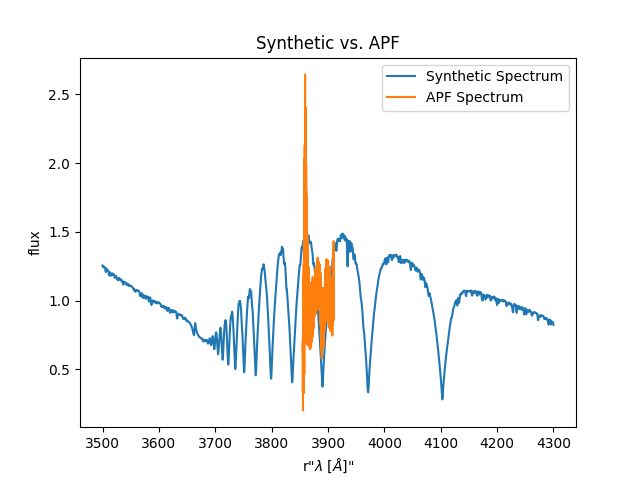 Synthetic vs. APF
Synthetic Spectrum
APF Spectrum
flux
2.5
2.0
1.5
1.0
0.5
3500 3600 3700 3800 3900 4000 4100 4200 4300
r"λ [Å]"